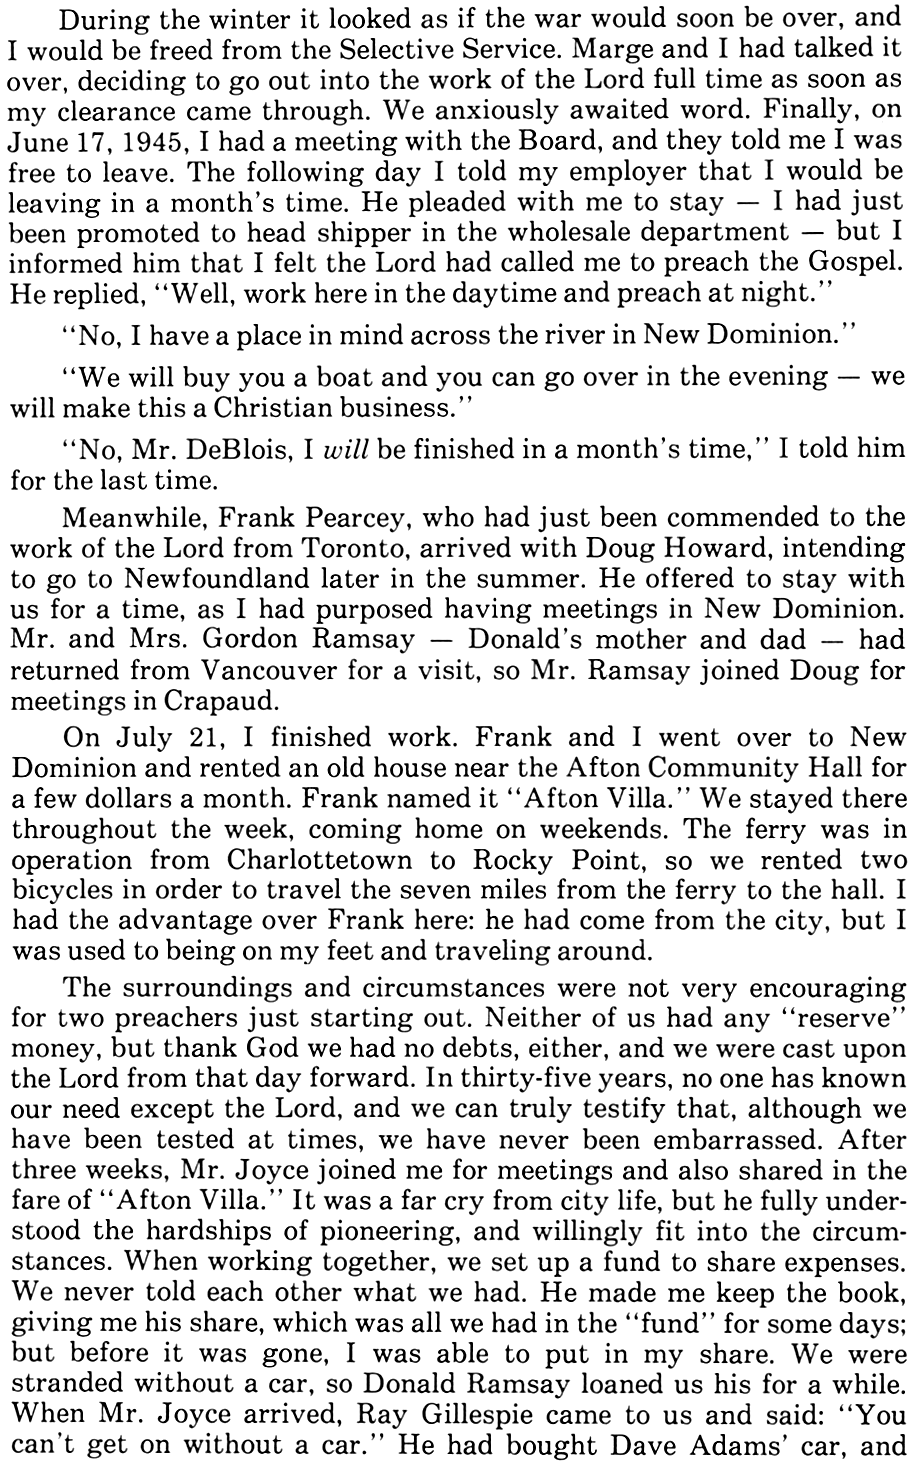 During the winter it looked as if the war would soon be over, and
I would be freed from the Selective Service. Marge and I had talked it
over, deciding to go out into the work of the Lord full time as soon as
my clearance came through. We anxiously awaited word. Finally, on
June 17, 1945, I had a meeting with the Board, and they told me I was
free to leave. The following day I told my employer that I would be
leaving in a month's time. He pleaded with me to stay — I had just
been promoted to head shipper in the wholesale department — but I
informed him that I felt the Lord had called me to preach the Gospel.
He replied, ‘‘Well, work here in the daytime and preach at night.’’
‘‘No, I have a place in mind across the river in New Dominion.’’
‘‘We will buy you a boat and you can go over in the evening — we
will make this a Christian business.’’
‘‘No, Mr. DeBlois, I will be finished in a month's time,’’ I told him
for the last time.
Meanwhile, Frank Pearcey, who had just been commended to the
work of the Lord from Toronto, arrived with Doug Howard, intending
to go to Newfoundland later in the summer. He offered to stay with
us for a time, as I had purposed having meetings in New Dominion.
Mr. and Mrs. Gordon Ramsay — Donald's mother and dad — had
returned from Vancouver for a visit, so Mr. Ramsay joined Doug for
meetings in Crapaud.
On July 21, I finished work. Frank and I went over to New
Dominion and rented an old house near the Afton Community Hall for
a few dollars a month. Frank named it ‘‘Afton Villa.’’ We stayed there
throughout the week, coming home on weekends. The ferry was in
operation from Charlottetown to Rocky Point, so we rented two
bicycles in order to travel the seven miles from the ferry to the hall. I
had the advantage over Frank here: he had come from the city, but I
was used to being on my feet and traveling around.
The surroundings and circumstances were not very encouraging
for two preachers just starting out. Neither of us had any ‘‘reserve’’
money, but thank God we had no debts, either, and we were cast upon
the Lord from that day forward. In thirty-five years, no one has known
our need except the Lord, and we can truly testify that, although we
have been tested at times, we have never been embarrassed. After
three weeks, Mr. Joyce joined me for meetings and also shared in the
fare of ‘‘Afton Villa.’’ It was a far cry from city life, but he fully under-
stood the hardships of pioneering, and willingly fit into the circum-
stances. When working together, we set up a fund to share expenses.
We never told each other what we had. He made me keep the book,
giving me his share, which was all we had in the ‘‘fund’’ for some days;
but before it was gone, I was able to put in my share. We were
stranded without a car, so Donald Ramsay loaned us his for a while.
When Mr. Joyce arrived, Ray Gillespie came to us and said: ‘‘You
can't get on without a car.’’ He had bought Dave Adams' car, and